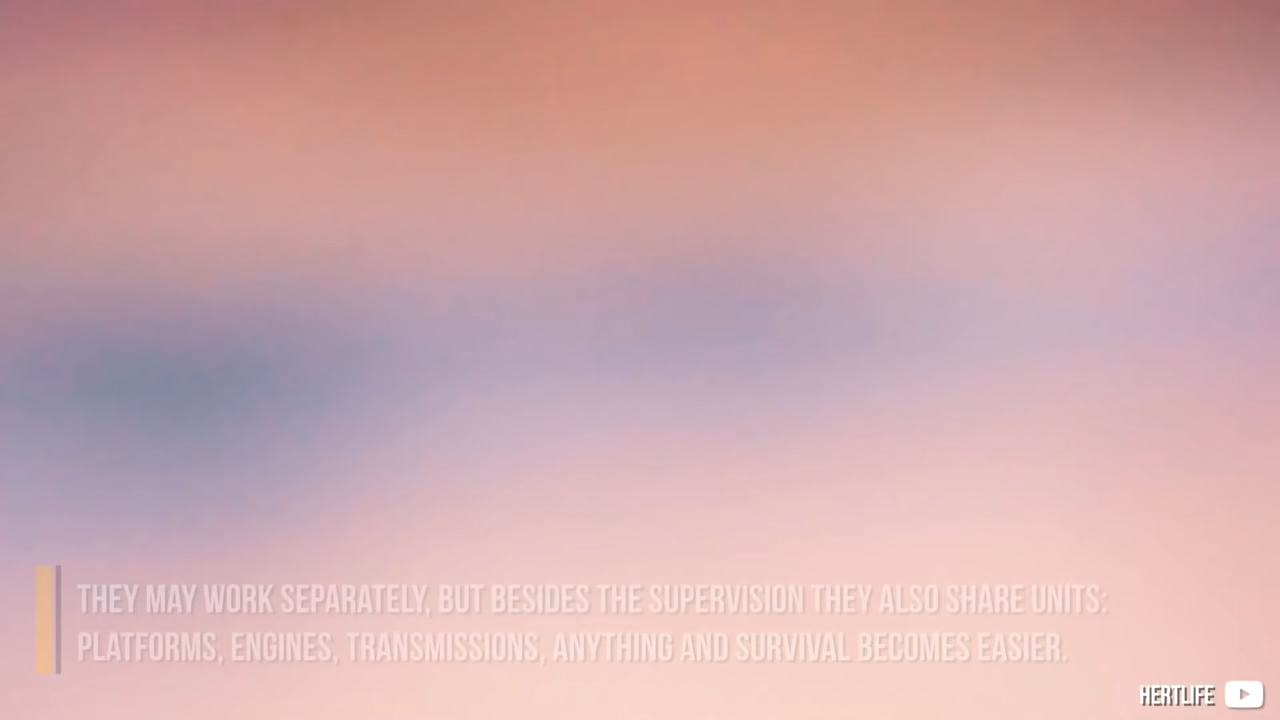 THEY MAY WORK SEPARATELY, BUT BESIDES THE SUPERVISION THEY ALSO SHARE UNITS:
PLATFORMS, ENGINES, TRANSMISSIONS, ANYTHING AND SURVIVAL BECOMES EASIER.
HERTLIFE